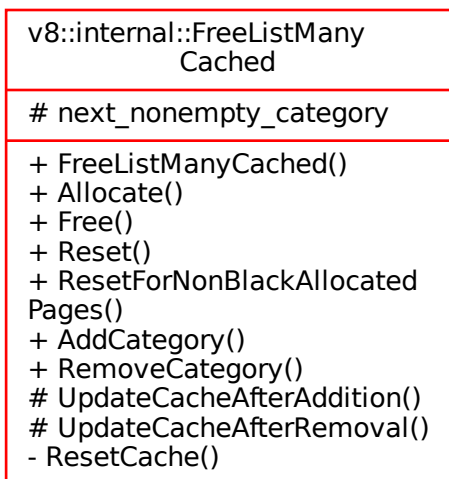 v8::internal::FreeListMany
Cached
# next_nonempty_category
+ FreeListManyCached()
+ Allocate()
+ Free()
+ Reset()
+ ResetForNonBlackAllocated
Pages()
+ AddCategory()
+ RemoveCategory()
# UpdateCacheAfterAddition()
# UpdateCacheAfterRemoval()
- ResetCache()